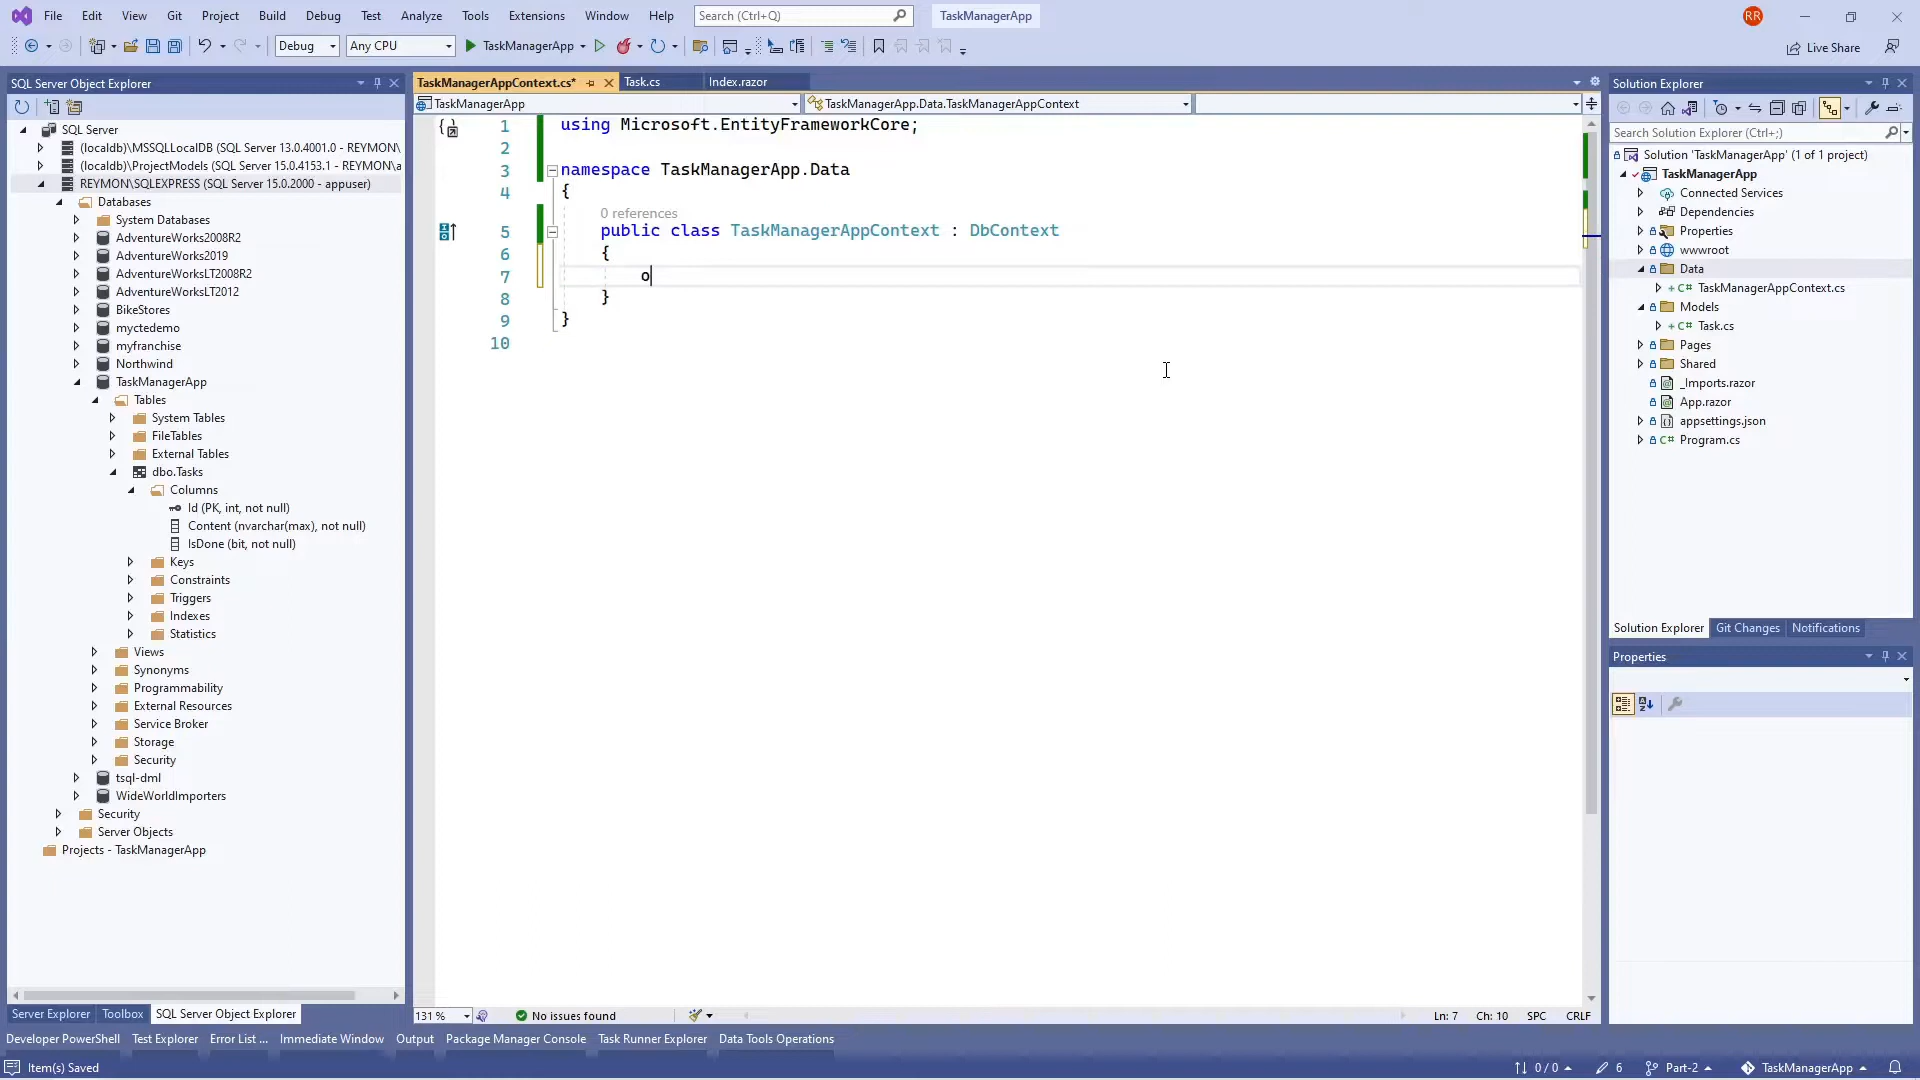 File Edit View Git Project Build Debug Test Analyze Tools Extensions Window Help Search (Ctrl+Q) TaskManagerApp RR
Debug Any CPU TaskManagerApp Live Share
SQL Server Object Explorer
SQL Server
(localdb)\MSSQLLocalDB (SQL Server 13.0.4001.0 - REYMON\
(localdb)\ProjectModels (SQL Server 15.0.4153.1 - REYMON\a
REYMON\SQLEXPRESS (SQL Server 15.0.2000 - appuser)
Databases
System Databases
AdventureWorks2008R2
AdventureWorks2019
AdventureWorksLT2008R2
AdventureWorksLT2012
BikeStores
myctedemo
myfranchise
Northwind
TaskManagerApp
Tables
System Tables
FileTables
External Tables
dbo.Tasks
Columns
Id (PK, int, not null)
Content (nvarchar(max), not null)
IsDone (bit, not null)
Keys
Constraints
Triggers
Indexes
Statistics
Views
Synonyms
Programmability
External Resources
Service Broker
Storage
Security
tsql-dml
WideWorldImporters
Security
Server Objects
Projects - TaskManagerApp
Server Explorer Toolbox SQL Server Object Explorer
TaskManagerAppContext.cs* Task.cs Index.razor
TaskManagerApp TaskManagerApp.Data.TaskManagerAppContext
1 using Microsoft.EntityFrameworkCore;
2
3 namespace TaskManagerApp.Data
4 {
0 references
5 public class TaskManagerAppContext : DbContext
6 {
7 o
8 }
9 }
10
131 % No issues found Ln: 7 Ch: 10 SPC CRLF
Solution Explorer
Search Solution Explorer (Ctrl+;)
Solution 'TaskManagerApp' (1 of 1 project)
TaskManagerApp
Connected Services
Dependencies
Properties
wwwroot
Data
C# TaskManagerAppContext.cs
Models
C# Task.cs
Pages
Shared
_Imports.razor
App.razor
appsettings.json
C# Program.cs
Solution Explorer Git Changes Notifications
Properties
Developer PowerShell Test Explorer Error List ... Immediate Window Output Package Manager Console Task Runner Explorer Data Tools Operations
Item(s) Saved 0 / 0 6 Part-2 TaskManagerApp